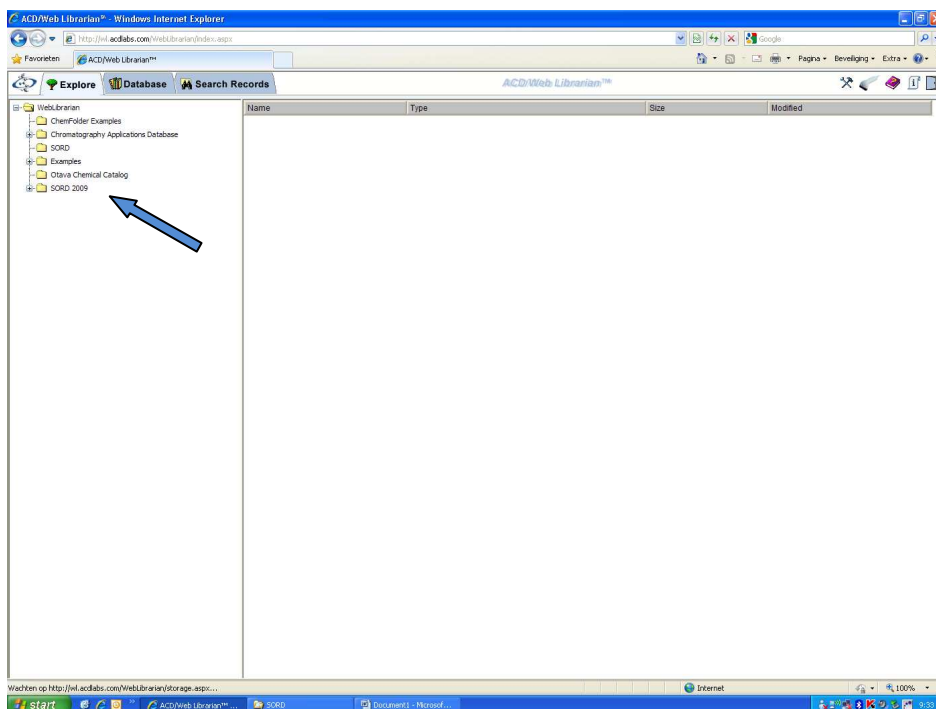 ACD/Web Librarian™ - Windows Internet Explorer
http://wl.acdlabs.com/WebLibrarian/index.aspx
Google
Favorieten
ACD/Web Librarian™
Pagina
Beveiliging
Extra
Explore
Database
Search Records
ACD/Web Librarian™
WebLibrarian
ChemFolder Examples
Chromatography Applications Database
SORD
Examples
Otava Chemical Catalog
SORD 2009
Name
Type
Size
Modified
Wachten op http://wl.acdlabs.com/WebLibrarian/storage.aspx...
Internet
100%
start
ACD/Web Librarian™ ...
SORD
Document1 - Microsof...
9:33